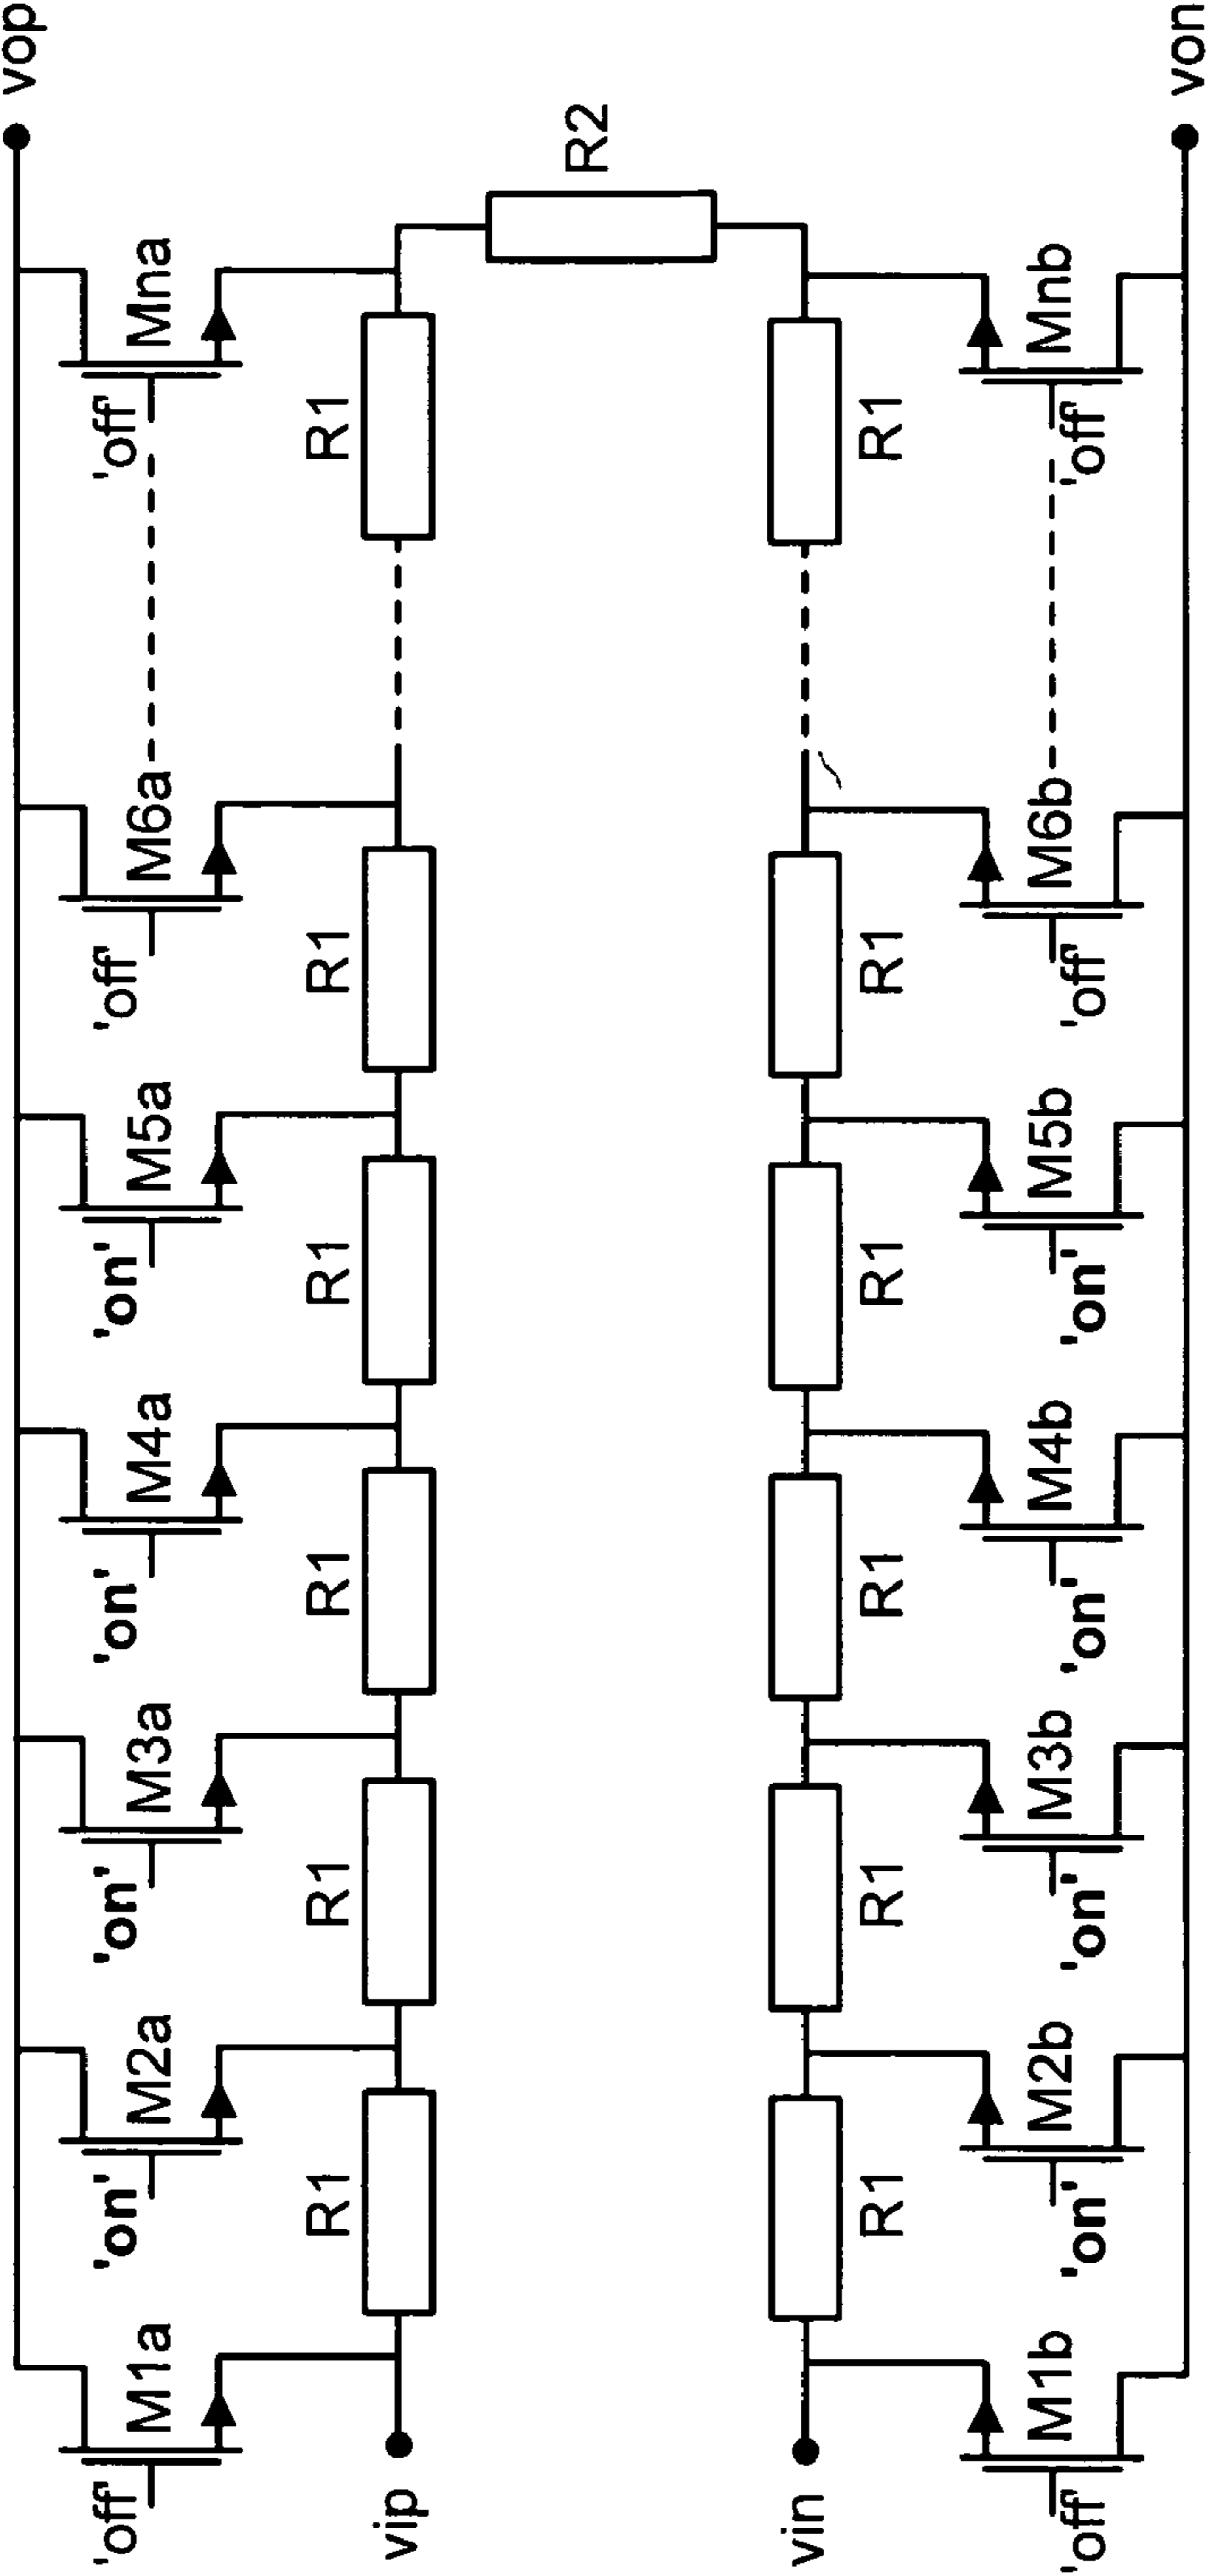 vop
'off' M1a
'on' M2a
'on' M3a
'on' M4a
'on' M5a
'off' M6a
'off' Mna
vip
R1 R1 R1 R1 R1 R1
R2
vin
R1 R1 R1 R1 R1 R1
'off' M1b
'on' M2b
'on' M3b
'on' M4b
'on' M5b
'off' M6b
'off' Mnb
von